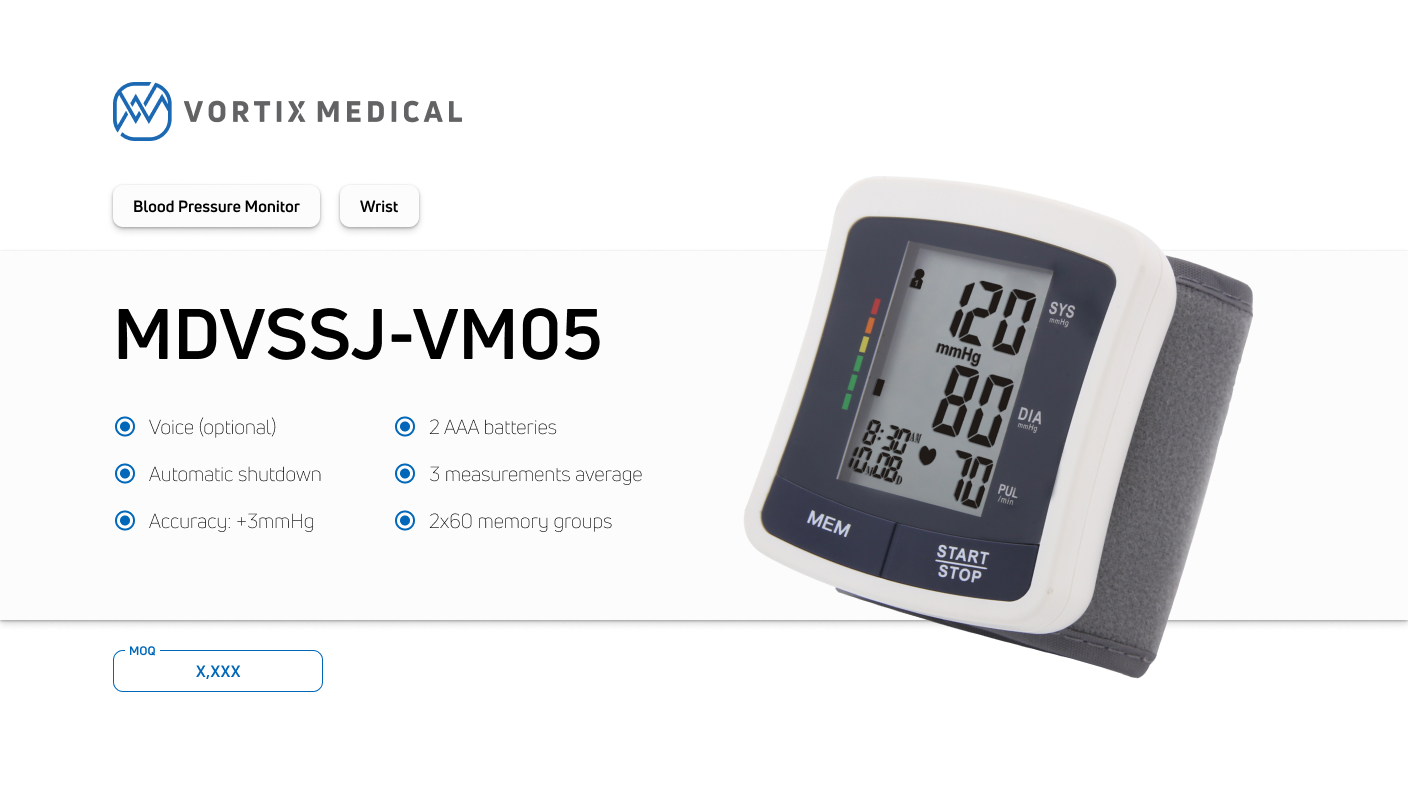 VORTIX MEDICAL
Blood Pressure Monitor
Wrist
MDVSSJ-VM05
Voice (optional)
2 AAA batteries
Automatic shutdown
3 measurements average
Accuracy: +3mmHg
2x60 memory groups
MOQ
X,XXX
120
SYS
mmHg
mmHg
80
DIA
mmHg
8:30 AM
10.08D
70
PUL
/min
MEM
START
STOP